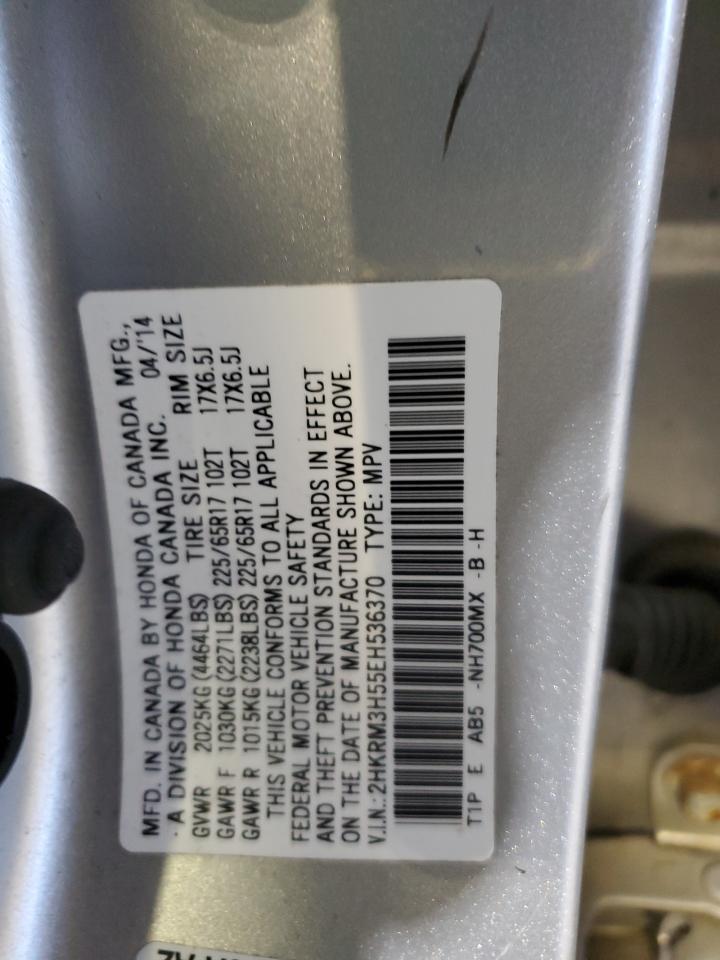 MFD. IN CANADA BY HONDA OF CANADA MFG.,
· A DIVISION OF HONDA CANADA INC. 04/'14
GVWR 2025KG(4464LBS) TIRE SIZE RIM SIZE
GAWR F 1030KG(2271LBS) 225/65R17 102T 17X6.5J
GAWR R 1015KG(2238LBS) 225/65R17 102T 17X6.5J
THIS VEHICLE CONFORMS TO ALL APPLICABLE
FEDERAL MOTOR VEHICLE SAFETY
AND THEFT PREVENTION STANDARDS IN EFFECT
ON THE DATE OF MANUFACTURE SHOWN ABOVE.
V.I.N.:2HKRM3H55EH536370 TYPE: MPV
T1P E AB5 -NH700MX -B -H